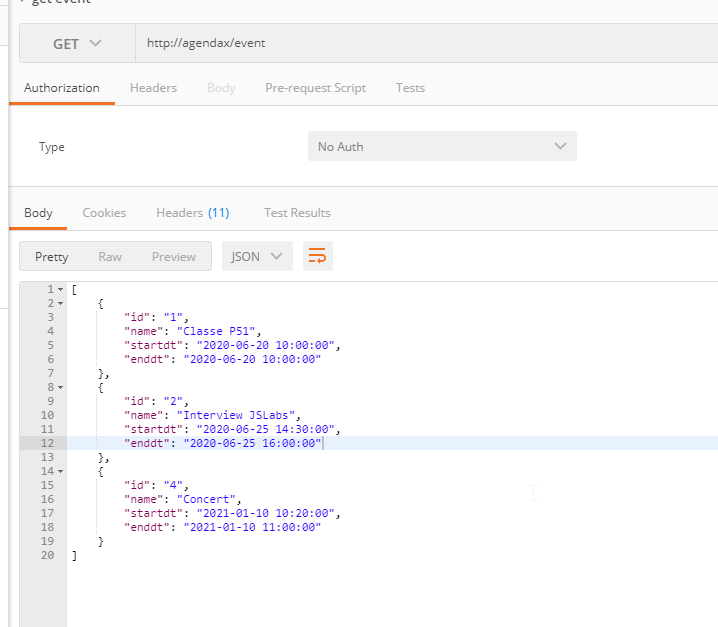 get event
GET http://agendax/event
Authorization Headers Body Pre-request Script Tests
Type No Auth
Body Cookies Headers (11) Test Results
Pretty Raw Preview JSON
1 [
2 {
3 "id": "1",
4 "name": "Classe P51",
5 "startdt": "2020-06-20 10:00:00",
6 "enddt": "2020-06-20 10:00:00"
7 },
8 {
9 "id": "2",
10 "name": "Interview JSLabs",
11 "startdt": "2020-06-25 14:30:00",
12 "enddt": "2020-06-25 16:00:00"
13 },
14 {
15 "id": "4",
16 "name": "Concert",
17 "startdt": "2021-01-10 10:20:00",
18 "enddt": "2021-01-10 11:00:00"
19 }
20 ]